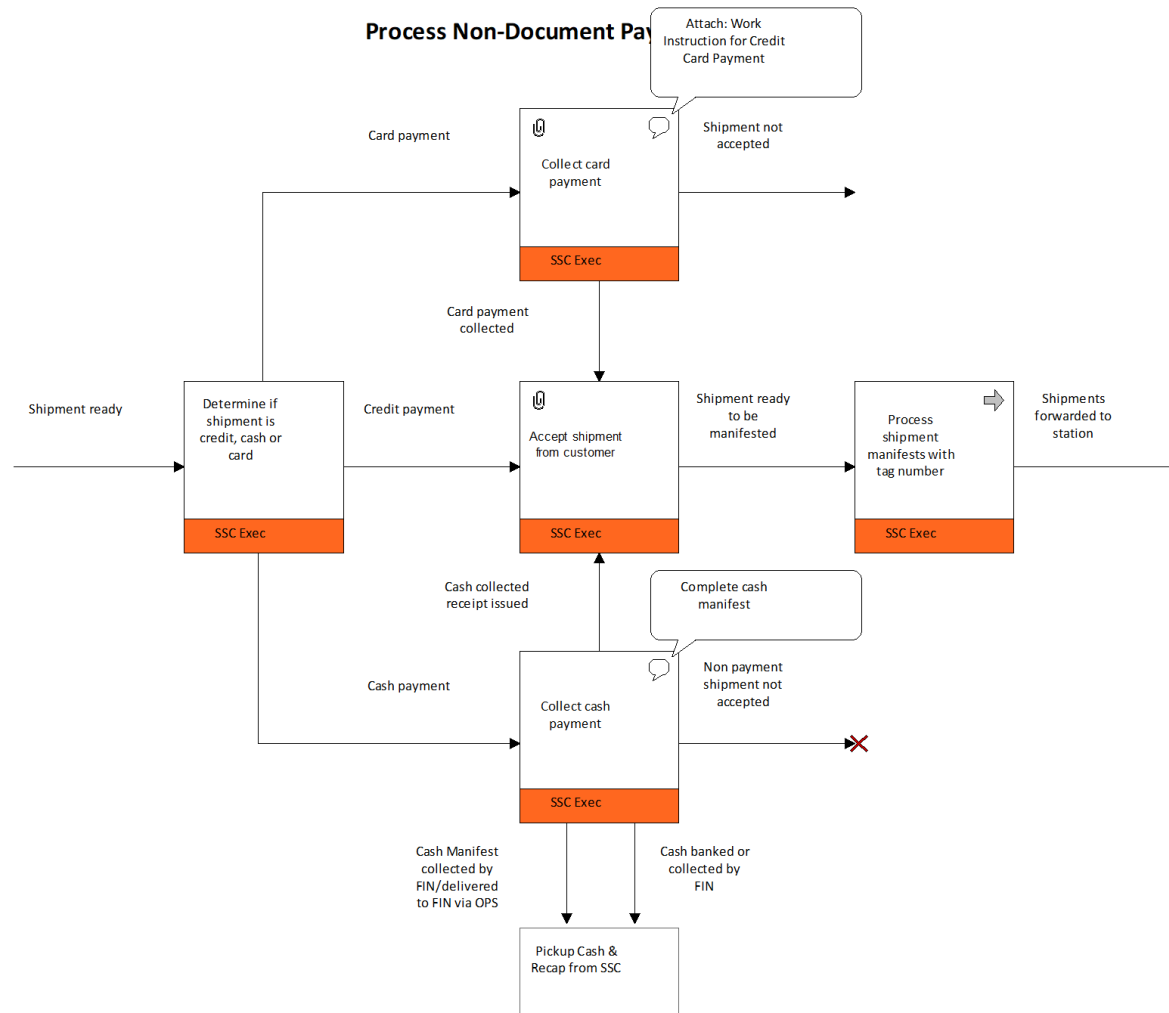 Process Non-Document Pay
Attach: Work
Instruction for Credit
Card Payment
Card payment
Shipment not
accepted
Collect card
payment
SSC Exec
Card payment
collected
Shipment ready
Determine if
shipment is
credit, cash or
card
SSC Exec
Credit payment
Accept shipment
from customer
SSC Exec
Shipment ready
to be
manifested
Process
shipment
manifests with
tag number
SSC Exec
Shipments
forwarded to
station
Cash collected
receipt issued
Complete cash
manifest
Cash payment
Non payment
shipment not
accepted
Collect cash
payment
SSC Exec
Cash Manifest
collected by
FIN/delivered
to FIN via OPS
Cash banked or
collected by
FIN
Pickup Cash &
Recap from SSC